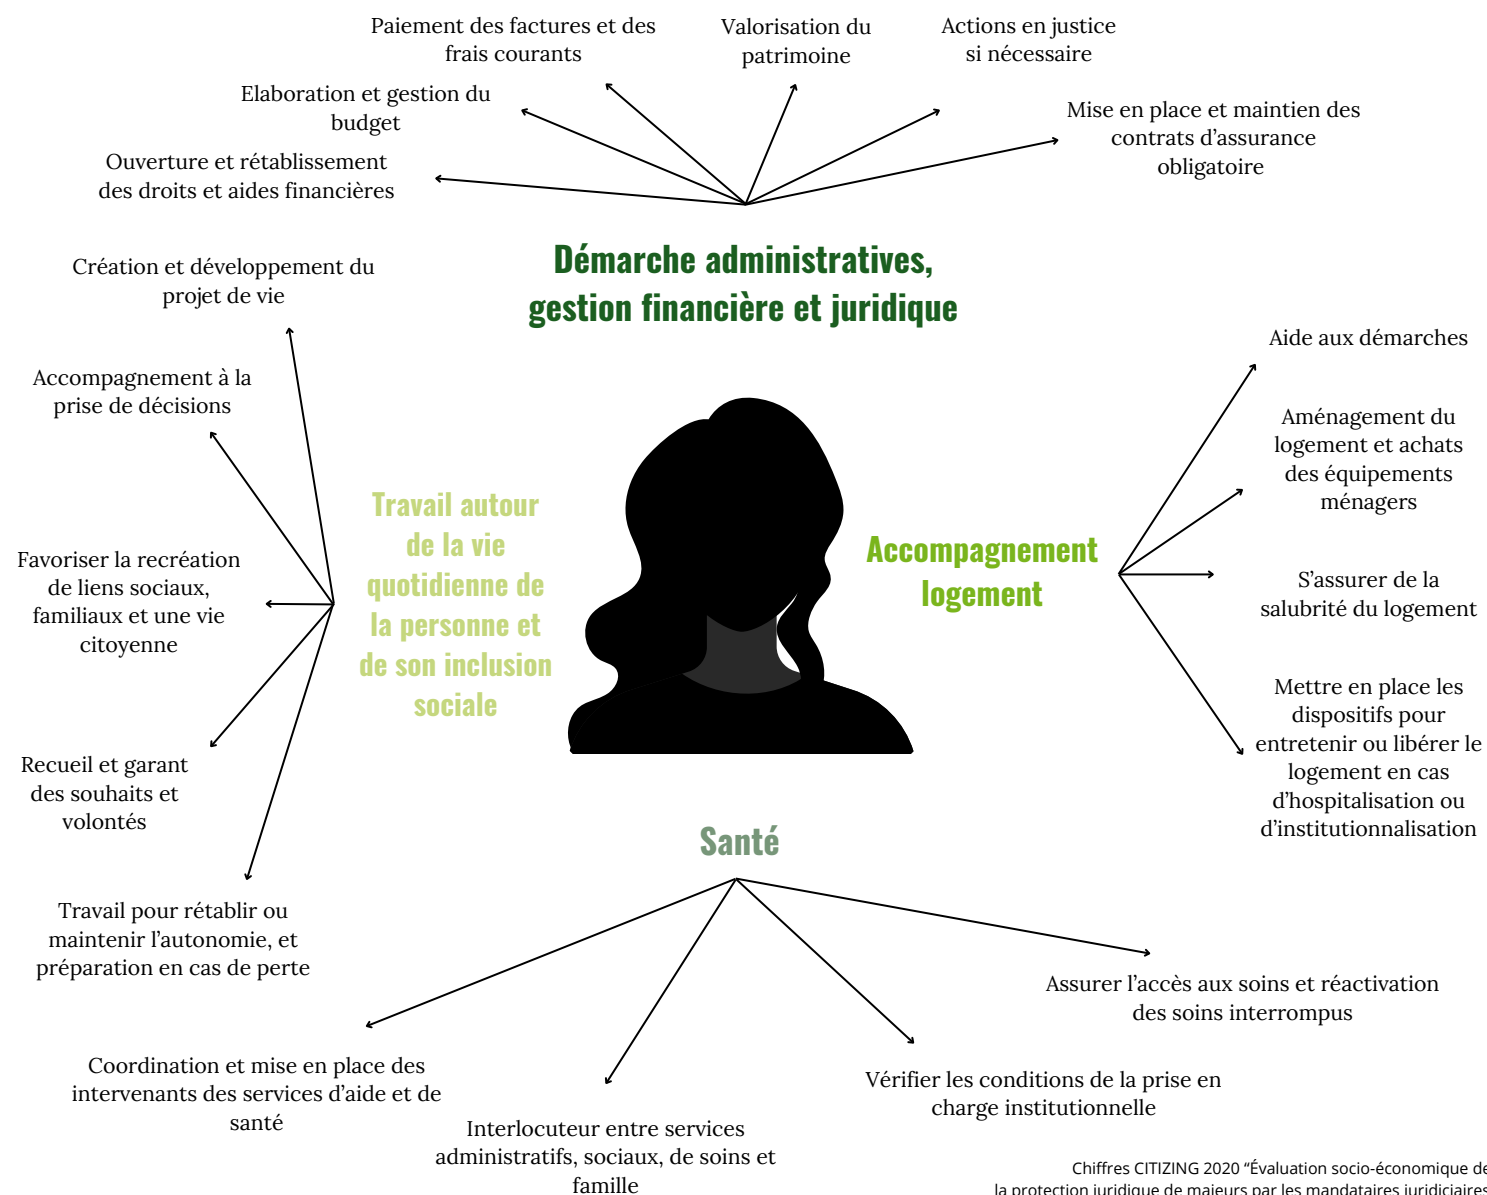 Paiement des factures et des
frais courants
Valorisation du
patrimoine
Actions en justice
si nécessaire
Elaboration et gestion du
budget
Mise en place et maintien des
contrats d’assurance
obligatoire
Ouverture et rétablissement
des droits et aides financières
Démarche administratives,
gestion financière et juridique
Création et développement du
projet de vie
Accompagnement à la
prise de décisions
Favoriser la recréation
de liens sociaux,
familiaux et une vie
citoyenne
Recueil et garant
des souhaits et
volontés
Travail pour rétablir ou
maintenir l’autonomie, et
préparation en cas de perte
Travail autour
de la vie
quotidienne de
la personne et
de son inclusion
sociale
Accompagnement
logement
Aide aux démarches
Aménagement du
logement et achats
des équipements
ménagers
S’assurer de la
salubrité du logement
Mettre en place les
dispositifs pour
entretenir ou libérer le
logement en cas
d’hospitalisation ou
d’institutionnalisation
Santé
Coordination et mise en place des
intervenants des services d’aide et de
santé
Interlocuteur entre services
administratifs, sociaux, de soins et
famille
Vérifier les conditions de la prise en
charge institutionnelle
Assurer l’accès aux soins et réactivation
des soins interrompus
Chiffres CITIZING 2020 “Évaluation socio-économique de
la protection juridique de majeurs par les mandataires juridiciaires